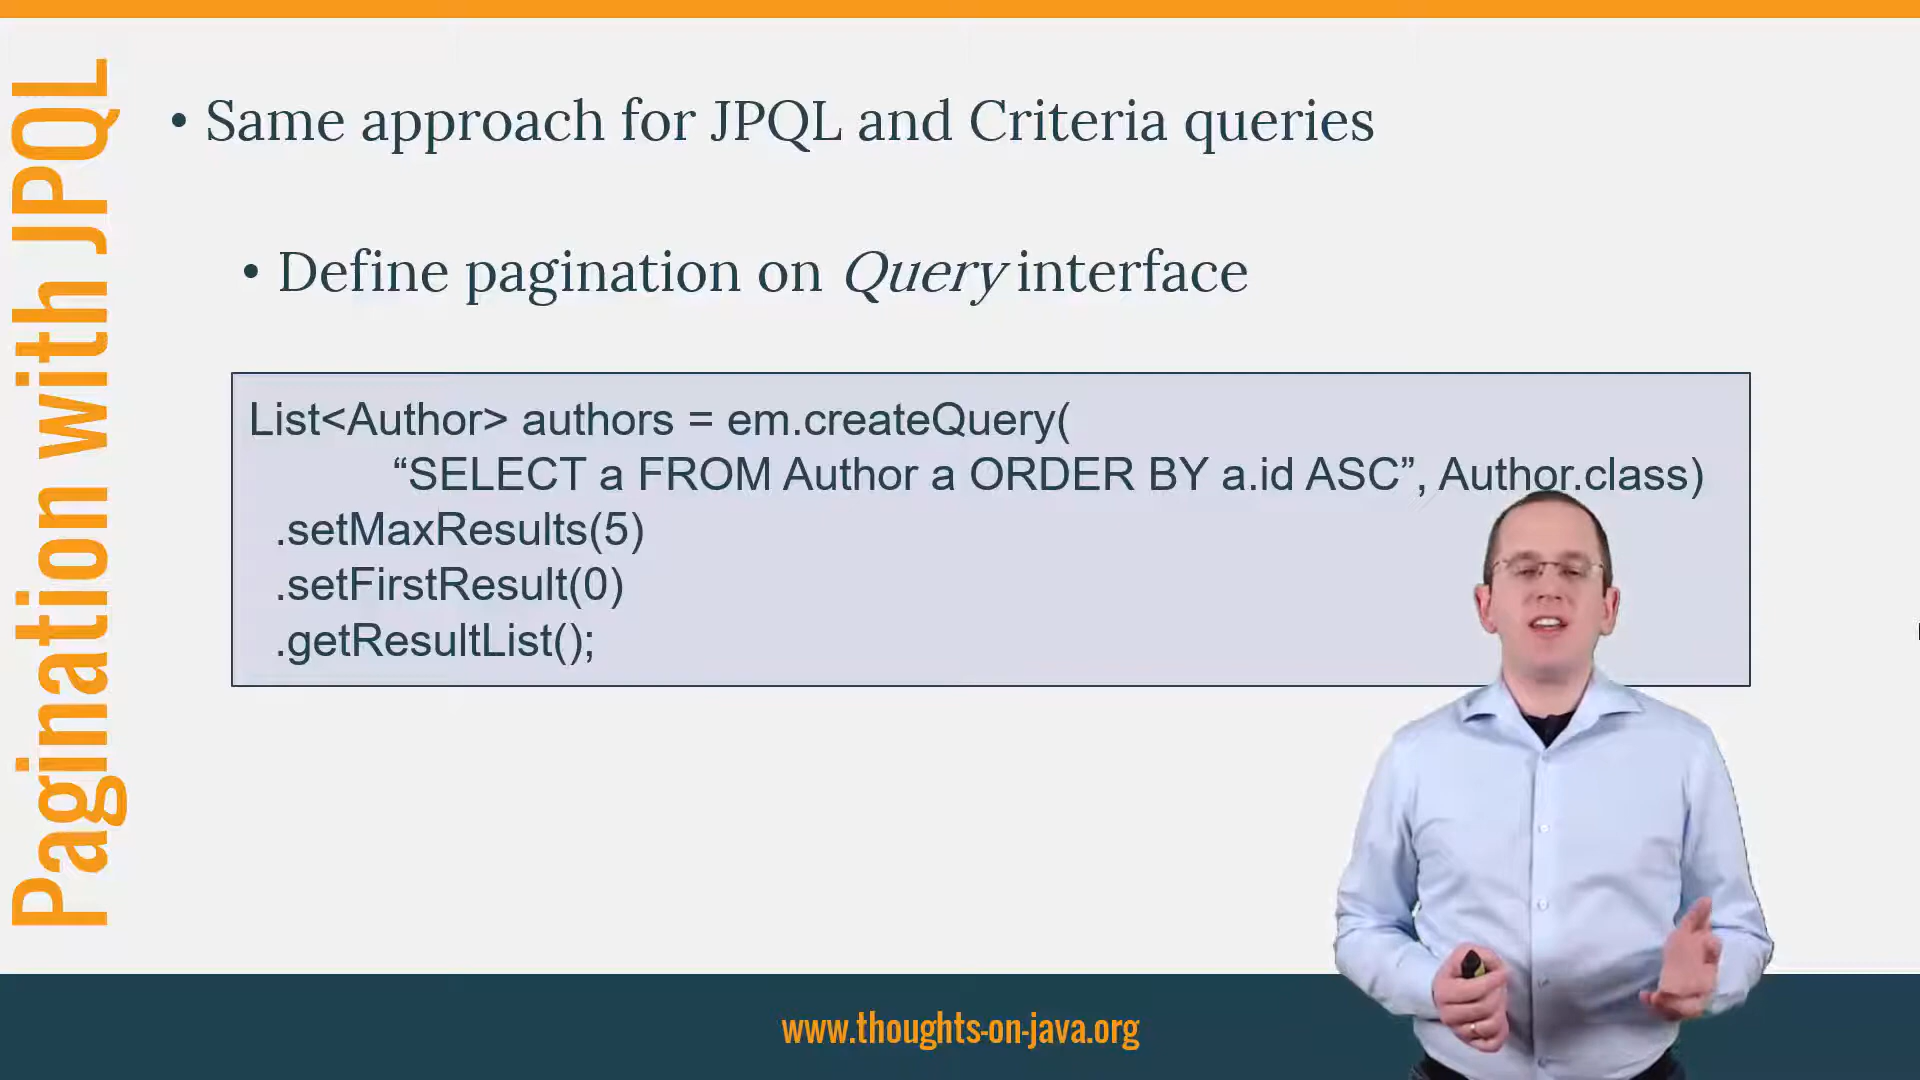 Pagination with JPQL
• Same approach for JPQL and Criteria queries
• Define pagination on Query interface
List<Author> authors = em.createQuery(
“SELECT a FROM Author a ORDER BY a.id ASC”, Author.class)
.setMaxResults(5)
.setFirstResult(0)
.getResultList();
www.thoughts-on-java.org